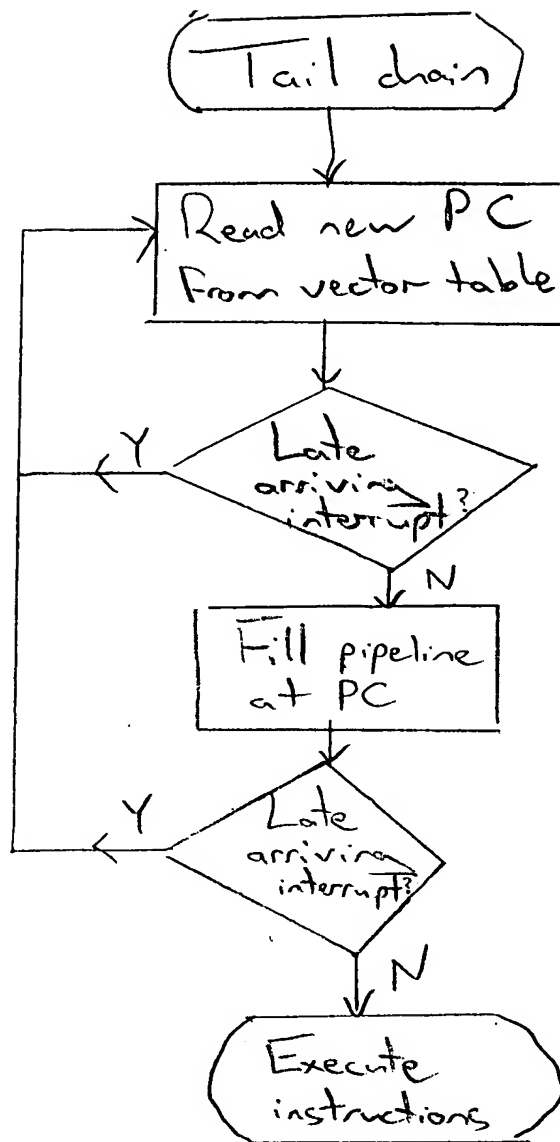 Tail chain
Read new PC
From vector table
Late
arriving
interrupt?
Y
N
Fill pipeline
at PC
Late
arriving
interrupt?
Y
N
Execute
instructions